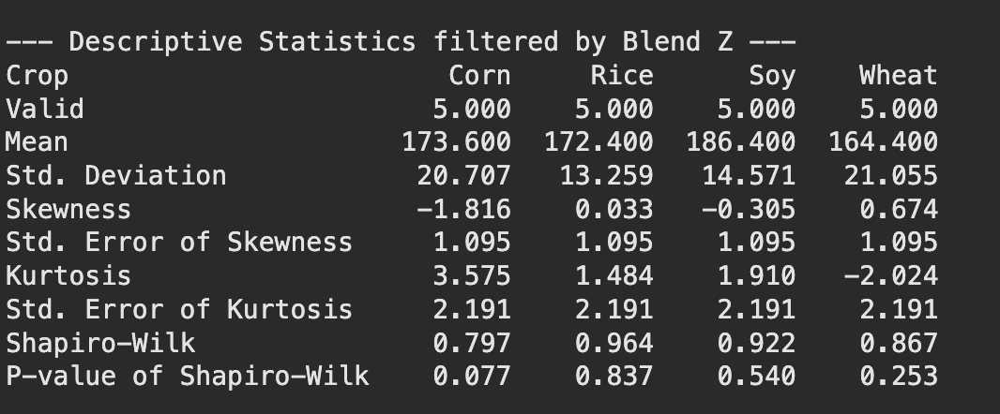 --- Descriptive Statistics filtered by Blend Z ---
Crop Corn Rice Soy Wheat
Valid 5.000 5.000 5.000 5.000
Mean 173.600 172.400 186.400 164.400
Std. Deviation 20.707 13.259 14.571 21.055
Skewness -1.816 0.033 -0.305 0.674
Std. Error of Skewness 1.095 1.095 1.095 1.095
Kurtosis 3.575 1.484 1.910 -2.024
Std. Error of Kurtosis 2.191 2.191 2.191 2.191
Shapiro-Wilk 0.797 0.964 0.922 0.867
P-value of Shapiro-Wilk 0.077 0.837 0.540 0.253